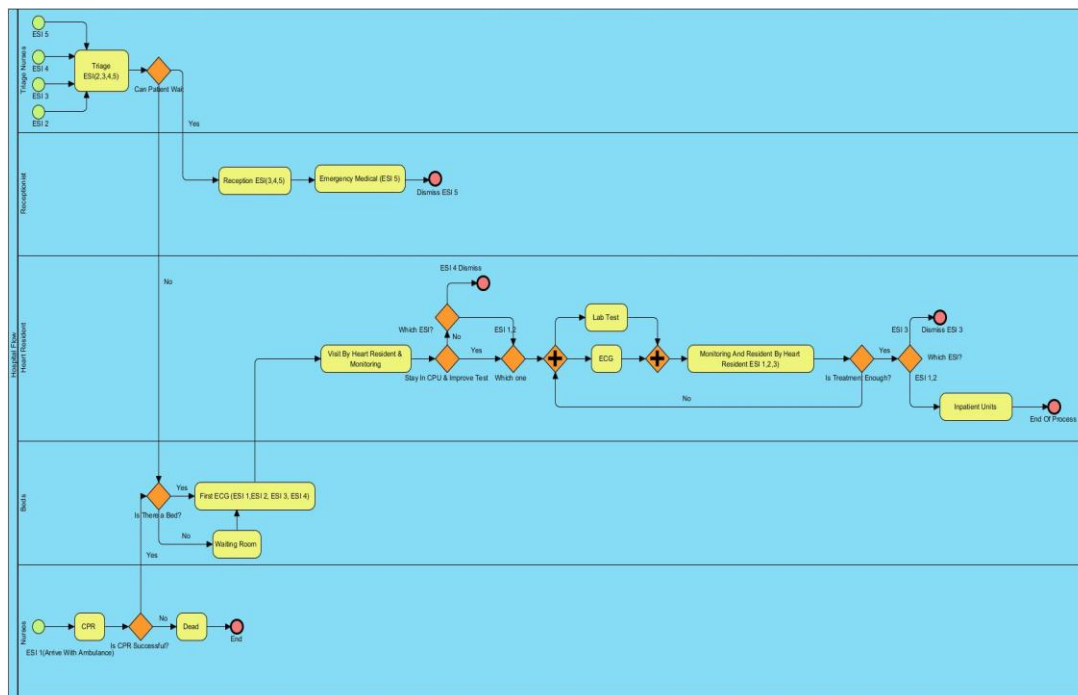 Hospital Flow
Triage Nurses
ESI 5
ESI 4
ESI 3
ESI 2
Triage
ESI(2,3,4,5)
Can Patient Wait
Yes
No
Receptionist
Reception ESI(3,4,5)
Emergency Medical (ESI 5)
Dismiss ESI 5
Heart Resident
Visit By Heart Resident &
Monitoring
Stay In CPU & Improve Test
Which ESI?
No
Yes
ESI 4 Dismiss
ESI 1,2
Which one
Lab Test
ECG
Monitoring And Resident By Heart
Resident ESI 1,2,3)
Is Treatment Enough?
No
Yes
ESI 3
Dismiss ESI 3
Which ESI?
ESI 1,2
Inpatient Units
End Of Process
Beds
Is There a Bed?
Yes
No
First ECG (ESI 1,ESI 2, ESI 3, ESI 4)
Waiting Room
Yes
Nurses
ESI 1(Arrive With Ambulance)
CPR
Is CPR Successful?
No
Dead
End